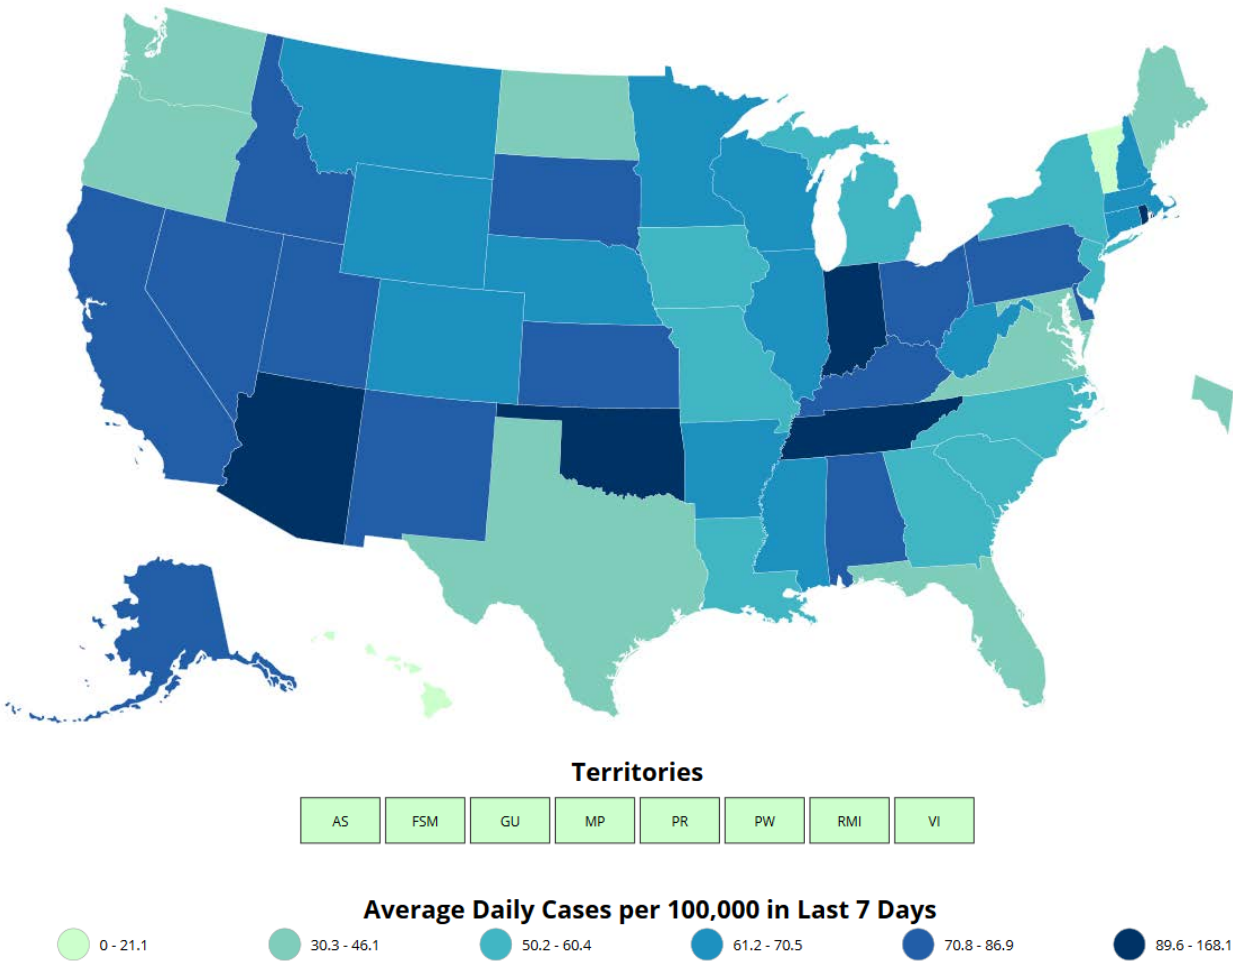 Territories
AS FSM GU MP PR PW RMI VI
Average Daily Cases per 100,000 in Last 7 Days
0 - 21.1 30.3 - 46.1 50.2 - 60.4 61.2 - 70.5 70.8 - 86.9 89.6 - 168.1